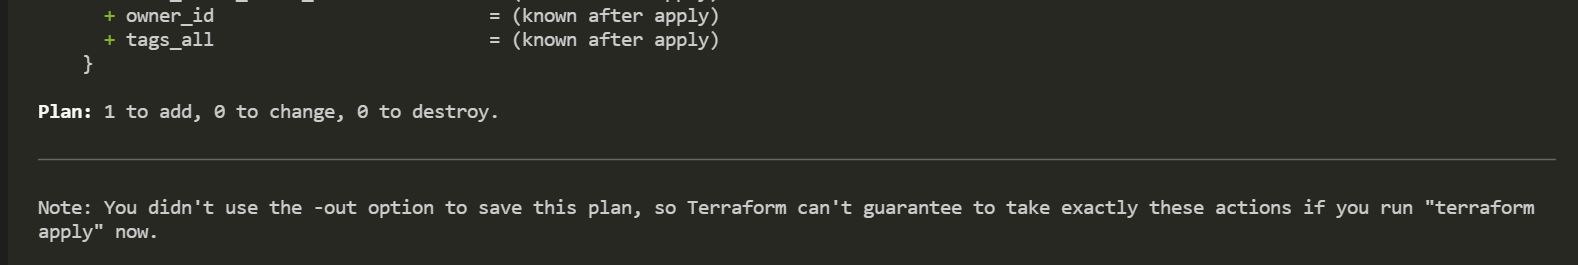 + owner_id = (known after apply)
+ tags_all = (known after apply)
}
Plan: 1 to add, 0 to change, 0 to destroy.
Note: You didn't use the -out option to save this plan, so Terraform can't guarantee to take exactly these actions if you run "terraform
apply" now.